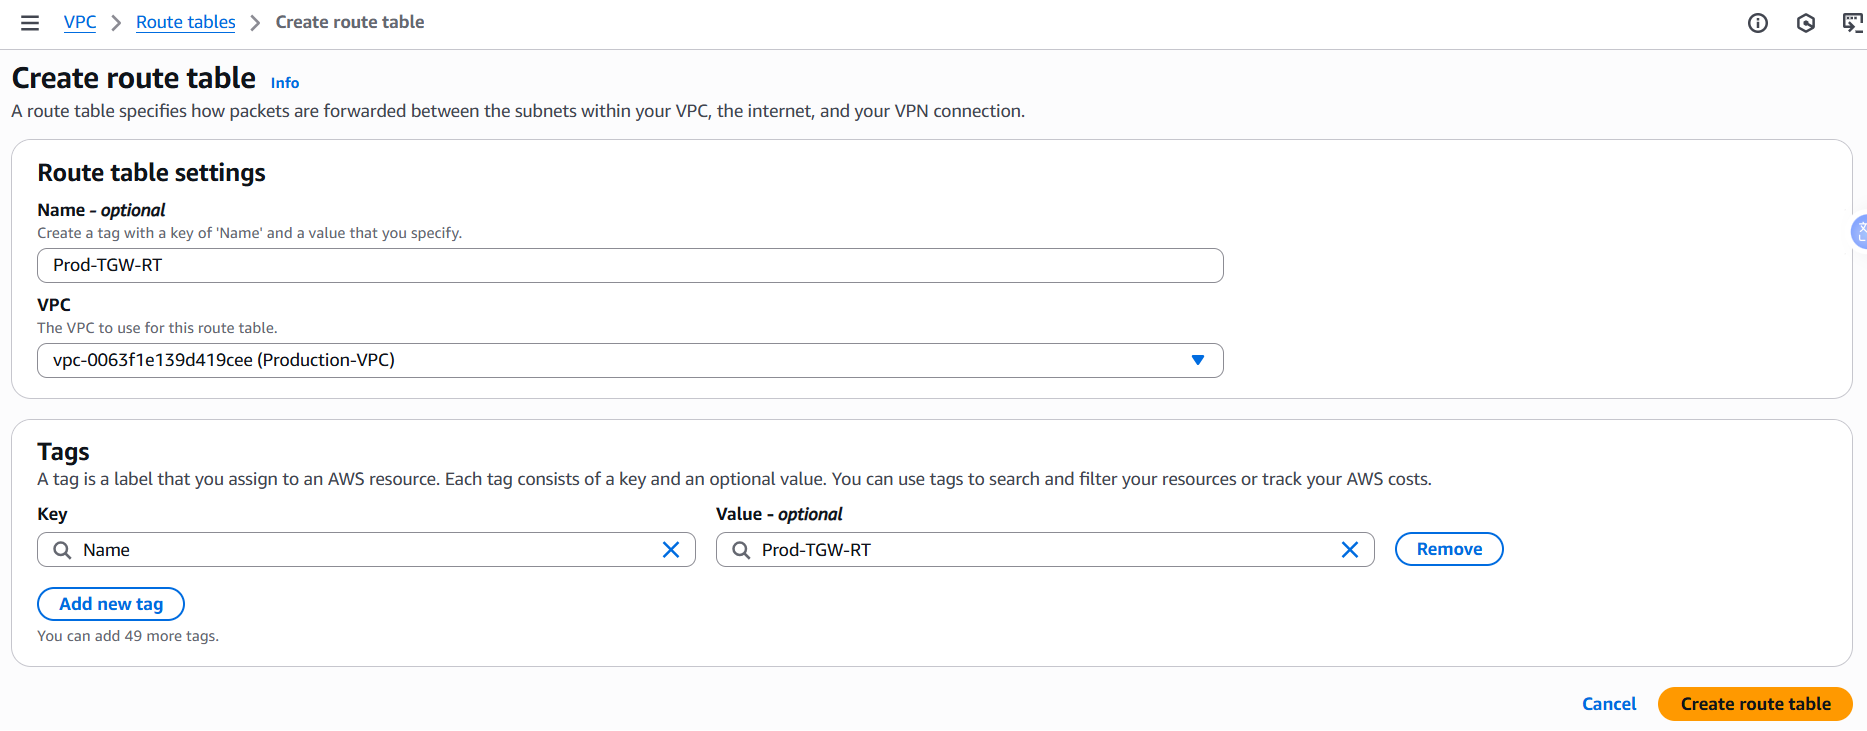 VPC > Route tables > Create route table
Create route table Info
A route table specifies how packets are forwarded between the subnets within your VPC, the internet, and your VPN connection.
Route table settings
Name - optional
Create a tag with a key of 'Name' and a value that you specify.
Prod-TGW-RT
VPC
The VPC to use for this route table.
vpc-0063f1e139d419cee (Production-VPC)
Tags
A tag is a label that you assign to an AWS resource. Each tag consists of a key and an optional value. You can use tags to search and filter your resources or track your AWS costs.
Key Value - optional
Name Prod-TGW-RT Remove
Add new tag
You can add 49 more tags.
Cancel Create route table